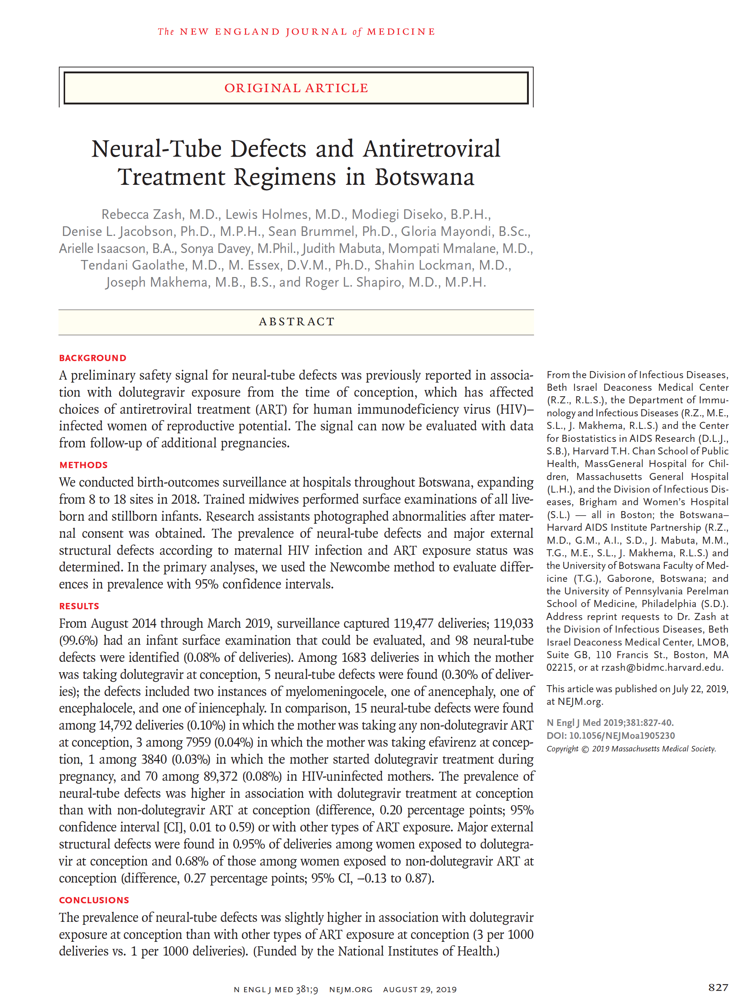 The NEW ENGLAND JOURNAL of MEDICINE
ORIGINAL ARTICLE
Neural-Tube Defects and Antiretroviral
Treatment Regimens in Botswana
Rebecca Zash, M.D., Lewis Holmes, M.D., Modiegi Diseko, B.P.H.,
Denise L. Jacobson, Ph.D., M.P.H., Sean Brummel, Ph.D., Gloria Mayondi, B.Sc.,
Arielle Isaacson, B.A., Sonya Davey, M.Phil., Judith Mabuta, Mompati Mmalane, M.D.,
Tendani Gaolathe, M.D., M. Essex, D.V.M., Ph.D., Shahin Lockman, M.D.,
Joseph Makhema, M.B., B.S., and Roger L. Shapiro, M.D., M.P.H.
ABSTRACT
BACKGROUND
A preliminary safety signal for neural-tube defects was previously reported in associa-
tion with dolutegravir exposure from the time of conception, which has affected
choices of antiretroviral treatment (ART) for human immunodeficiency virus (HIV)–
infected women of reproductive potential. The signal can now be evaluated with data
from follow-up of additional pregnancies.
METHODS
We conducted birth-outcomes surveillance at hospitals throughout Botswana, expanding
from 8 to 18 sites in 2018. Trained midwives performed surface examinations of all live-
born and stillborn infants. Research assistants photographed abnormalities after mater-
nal consent was obtained. The prevalence of neural-tube defects and major external
structural defects according to maternal HIV infection and ART exposure status was
determined. In the primary analyses, we used the Newcombe method to evaluate differ-
ences in prevalence with 95% confidence intervals.
RESULTS
From August 2014 through March 2019, surveillance captured 119,477 deliveries; 119,033
(99.6%) had an infant surface examination that could be evaluated, and 98 neural-tube
defects were identified (0.08% of deliveries). Among 1683 deliveries in which the mother
was taking dolutegravir at conception, 5 neural-tube defects were found (0.30% of deliver-
ies); the defects included two instances of myelomeningocele, one of anencephaly, one of
encephalocele, and one of iniencephaly. In comparison, 15 neural-tube defects were found
among 14,792 deliveries (0.10%) in which the mother was taking any non-dolutegravir ART
at conception, 3 among 7959 (0.04%) in which the mother was taking efavirenz at concep-
tion, 1 among 3840 (0.03%) in which the mother started dolutegravir treatment during
pregnancy, and 70 among 89,372 (0.08%) in HIV-uninfected mothers. The prevalence of
neural-tube defects was higher in association with dolutegravir treatment at conception
than with non-dolutegravir ART at conception (difference, 0.20 percentage points; 95%
confidence interval [CI], 0.01 to 0.59) or with other types of ART exposure. Major external
structural defects were found in 0.95% of deliveries among women exposed to dolutegra-
vir at conception and 0.68% of those among women exposed to non-dolutegravir ART at
conception (difference, 0.27 percentage points; 95% CI, −0.13 to 0.87).
CONCLUSIONS
The prevalence of neural-tube defects was slightly higher in association with dolutegravir
exposure at conception than with other types of ART exposure at conception (3 per 1000
deliveries vs. 1 per 1000 deliveries). (Funded by the National Institutes of Health.)
From the Division of Infectious Diseases,
Beth Israel Deaconess Medical Center
(R.Z., R.L.S.), the Department of Immu-
nology and Infectious Diseases (R.Z., M.E.,
S.L., J. Makhema, R.L.S.) and the Center
for Biostatistics in AIDS Research (D.L.J.,
S.B.), Harvard T.H. Chan School of Public
Health, MassGeneral Hospital for Chil-
dren, Massachusetts General Hospital
(L.H.), and the Division of Infectious Dis-
eases, Brigham and Women's Hospital
(S.L.) — all in Boston; the Botswana–
Harvard AIDS Institute Partnership (R.Z.,
M.D., G.M., A.I., S.D., J. Mabuta, M.M.,
T.G., M.E., S.L., J. Makhema, R.L.S.) and
the University of Botswana Faculty of Med-
icine (T.G.), Gaborone, Botswana; and
the University of Pennsylvania Perelman
School of Medicine, Philadelphia (S.D.).
Address reprint requests to Dr. Zash at
the Division of Infectious Diseases, Beth
Israel Deaconess Medical Center, LMOB,
Suite GB, 110 Francis St., Boston, MA
02215, or at rzash@bidmc.harvard.edu.
This article was published on July 22, 2019,
at NEJM.org.
N Engl J Med 2019;381:827-40.
DOI: 10.1056/NEJMoa1905230
Copyright © 2019 Massachusetts Medical Society.
N ENGL J MED 381;9 NEJM.ORG AUGUST 29, 2019
827